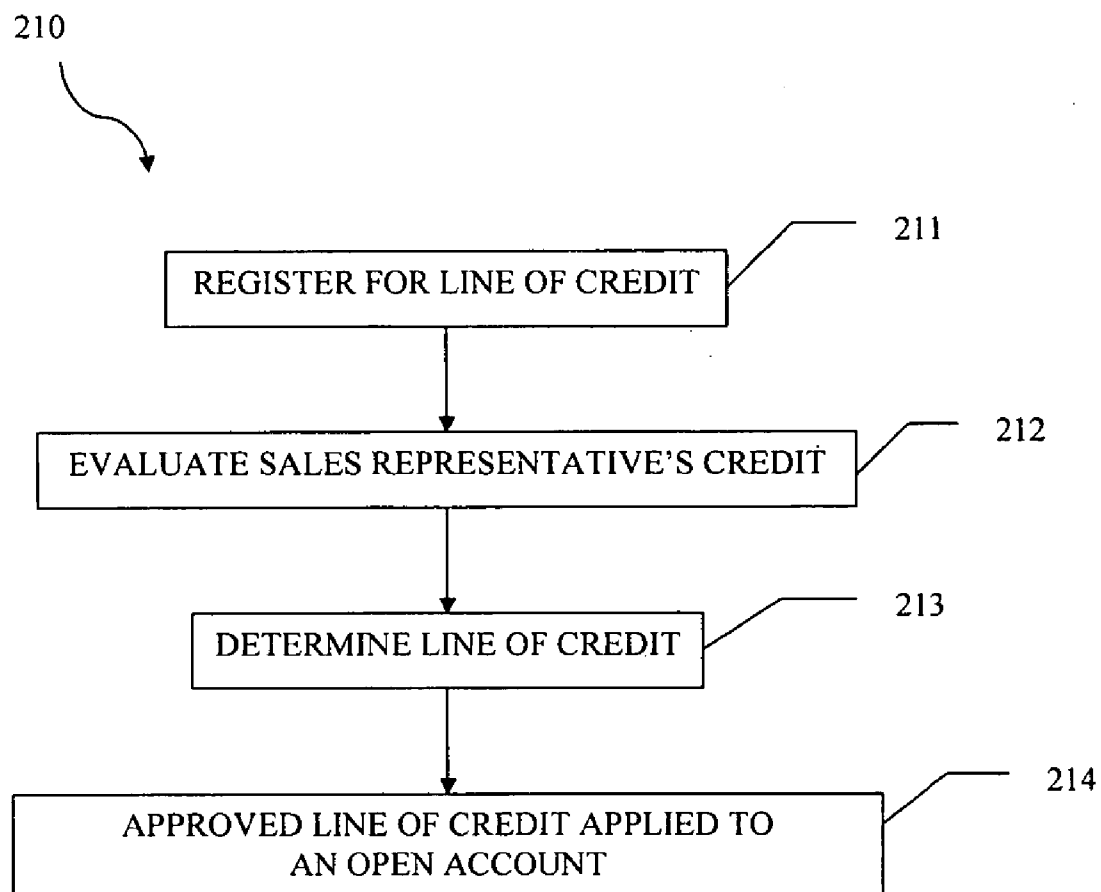 210
211
REGISTER FOR LINE OF CREDIT
212
EVALUATE SALES REPRESENTATIVE'S CREDIT
213
DETERMINE LINE OF CREDIT
214
APPROVED LINE OF CREDIT APPLIED TO
AN OPEN ACCOUNT